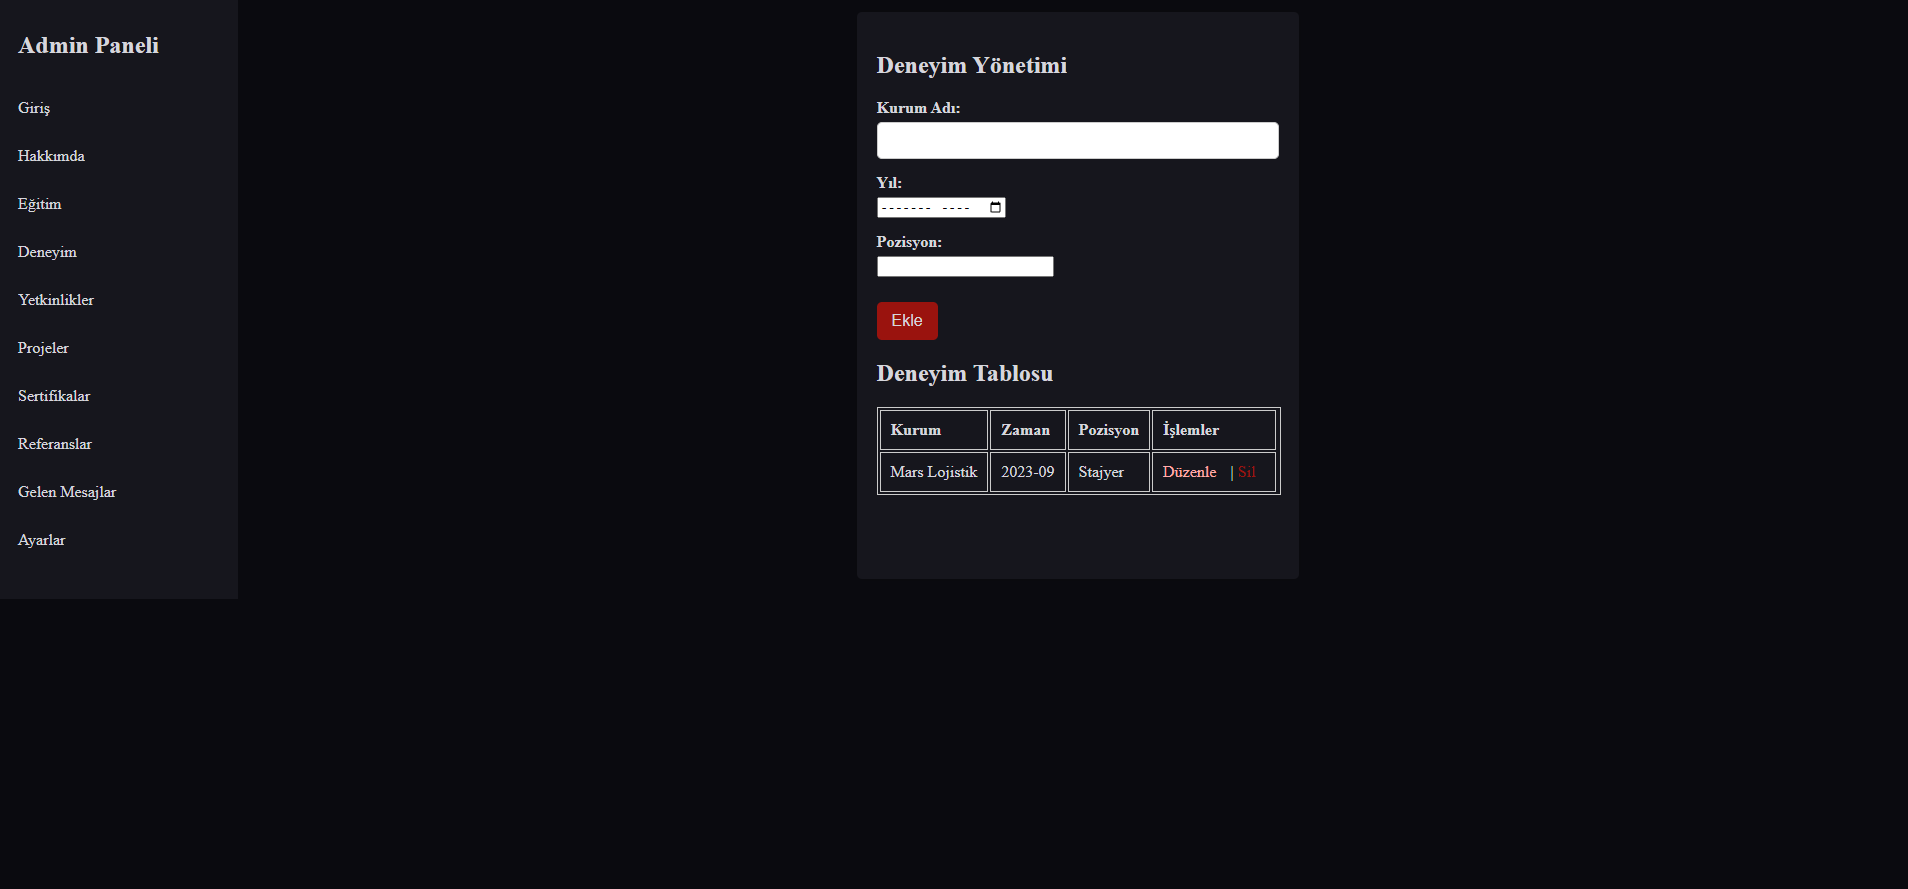 Admin Paneli
Giriş
Hakkımda
Eğitim
Deneyim
Yetkinlikler
Projeler
Sertifikalar
Referanslar
Gelen Mesajlar
Ayarlar
Deneyim Yönetimi
Kurum Adı:
Yıl:
------- ----
Pozisyon:
Ekle
Deneyim Tablosu
Kurum Zaman Pozisyon İşlemler
Mars Lojistik 2023-09 Stajyer Düzenle | Sil